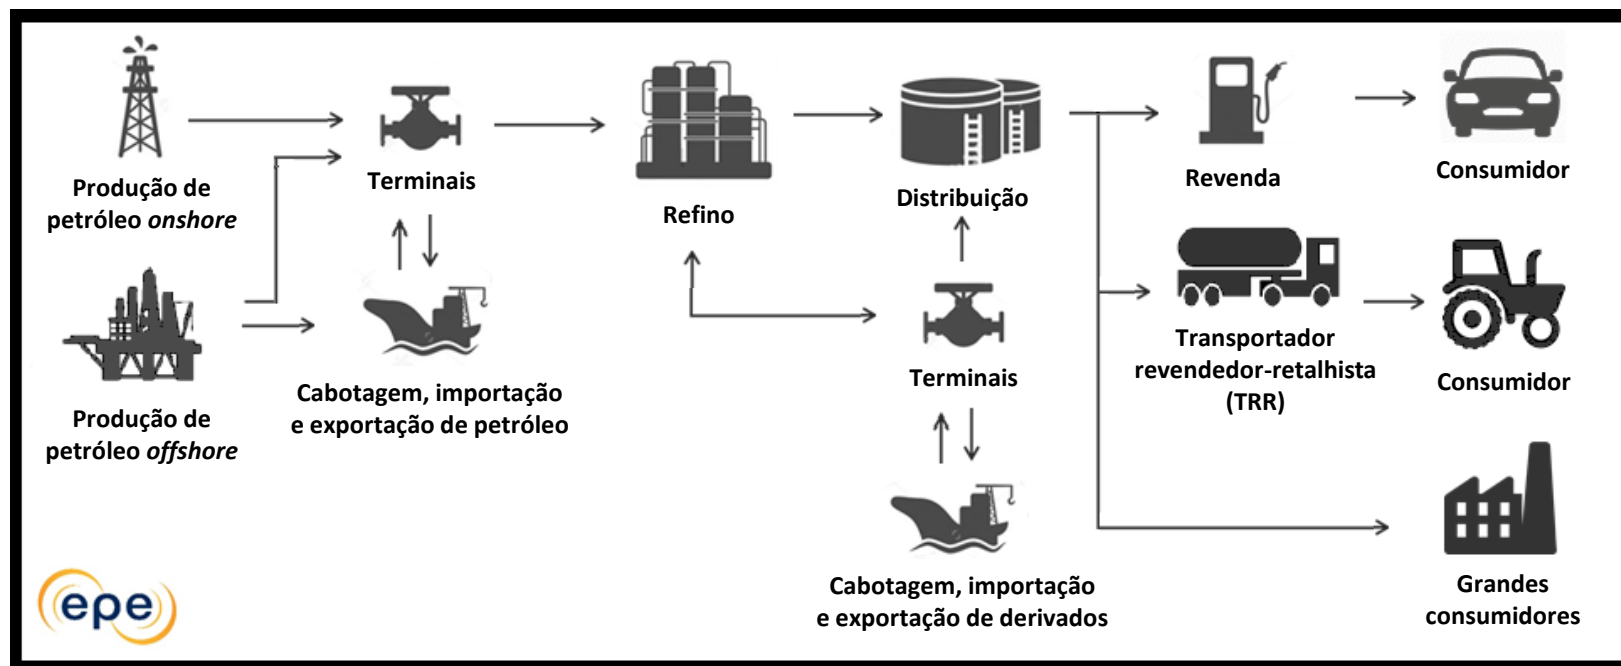 Produção de
petróleo onshore
Terminais
Refino
Distribuição
Revenda
Consumidor
Produção de
petróleo offshore
Cabotagem, importação
e exportação de petróleo
Terminais
Transportador
revendedor-retalhista
(TRR)
Consumidor
Cabotagem, importação
e exportação de derivados
Grandes
consumidores
epe